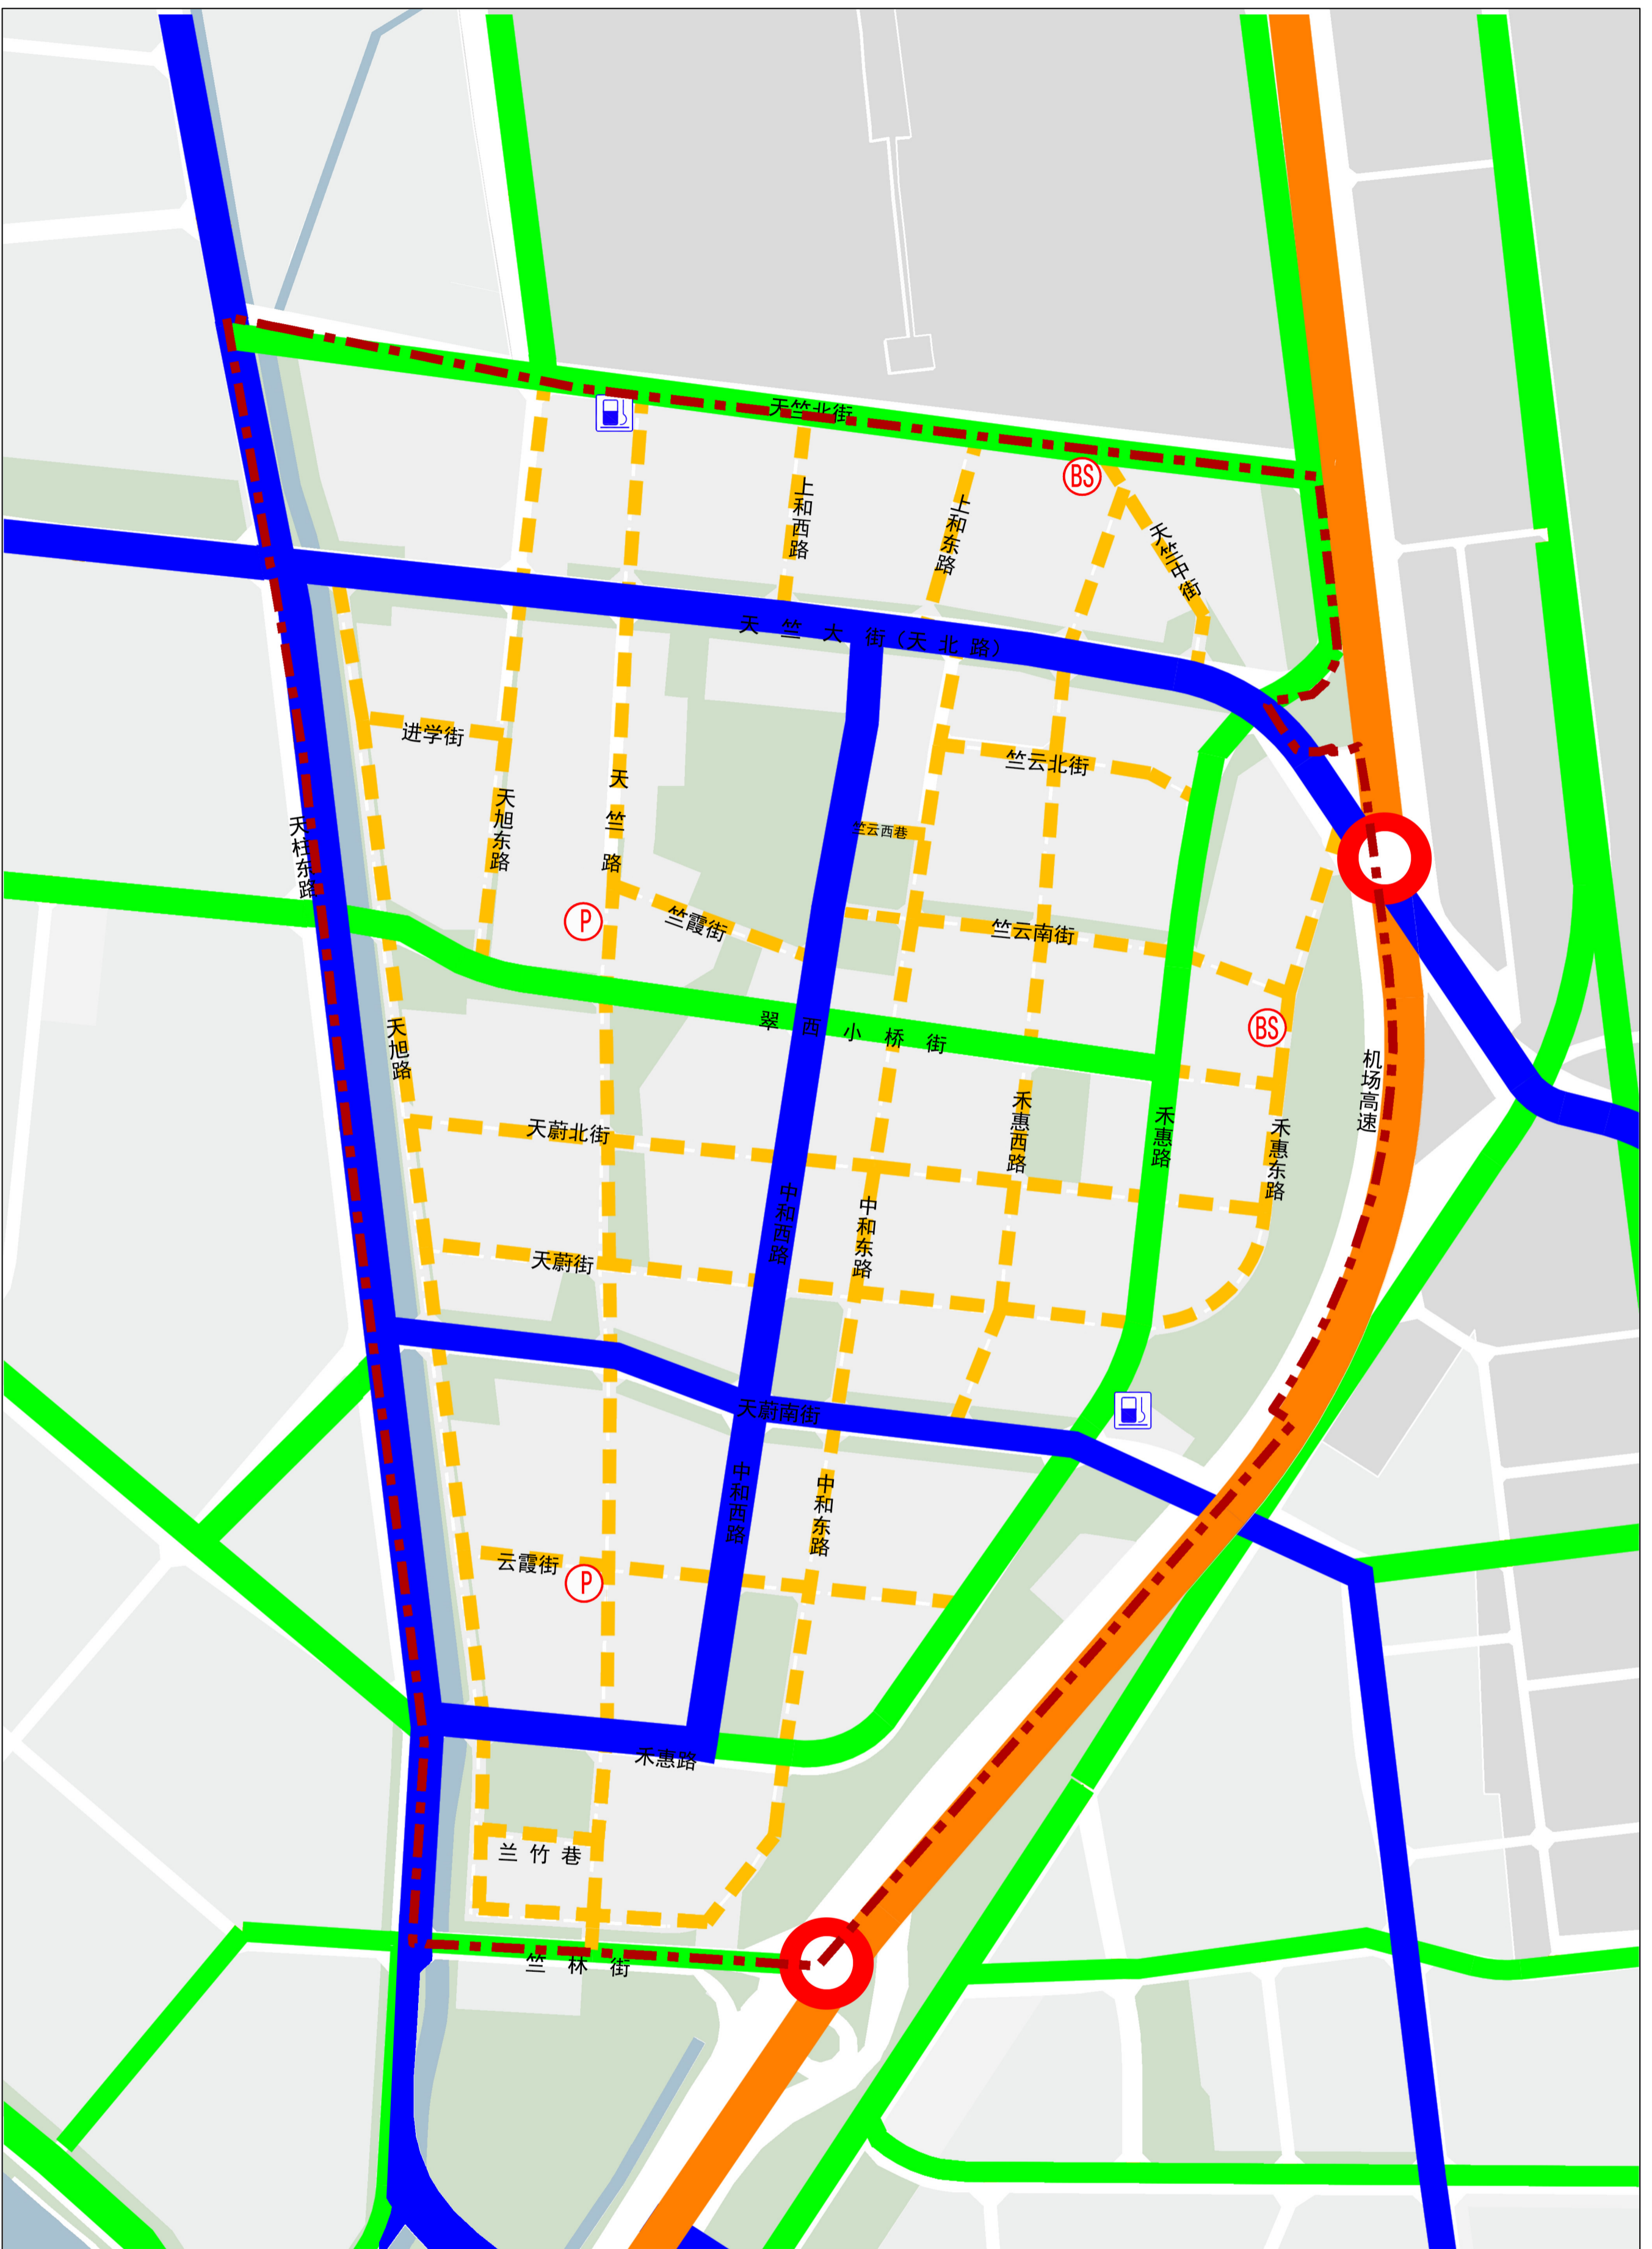 天竺北街
BS
上和西路
上和东路
天竺中街
天竺大街（天北路）
进学街
竺云北街
天竺路
天旭东路
天柱东路
竺云西巷
竺霞街
P
竺云南街
翠西小桥街
BS
天旭路
机场高速
禾惠西路
禾惠路
禾惠东路
天蔚北街
中和西路
中和东路
天蔚街
天蔚南街
中和西路
中和东路
云霞街
P
禾惠路
兰竹巷
竺林街